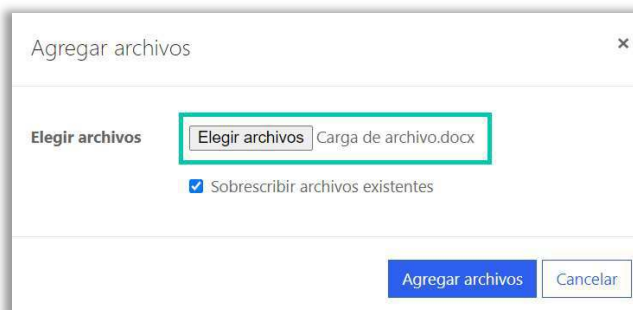 Agregar archivos ×
Elegir archivos Elegir archivos Carga de archivo.docx
Sobrescribir archivos existentes
Agregar archivos Cancelar